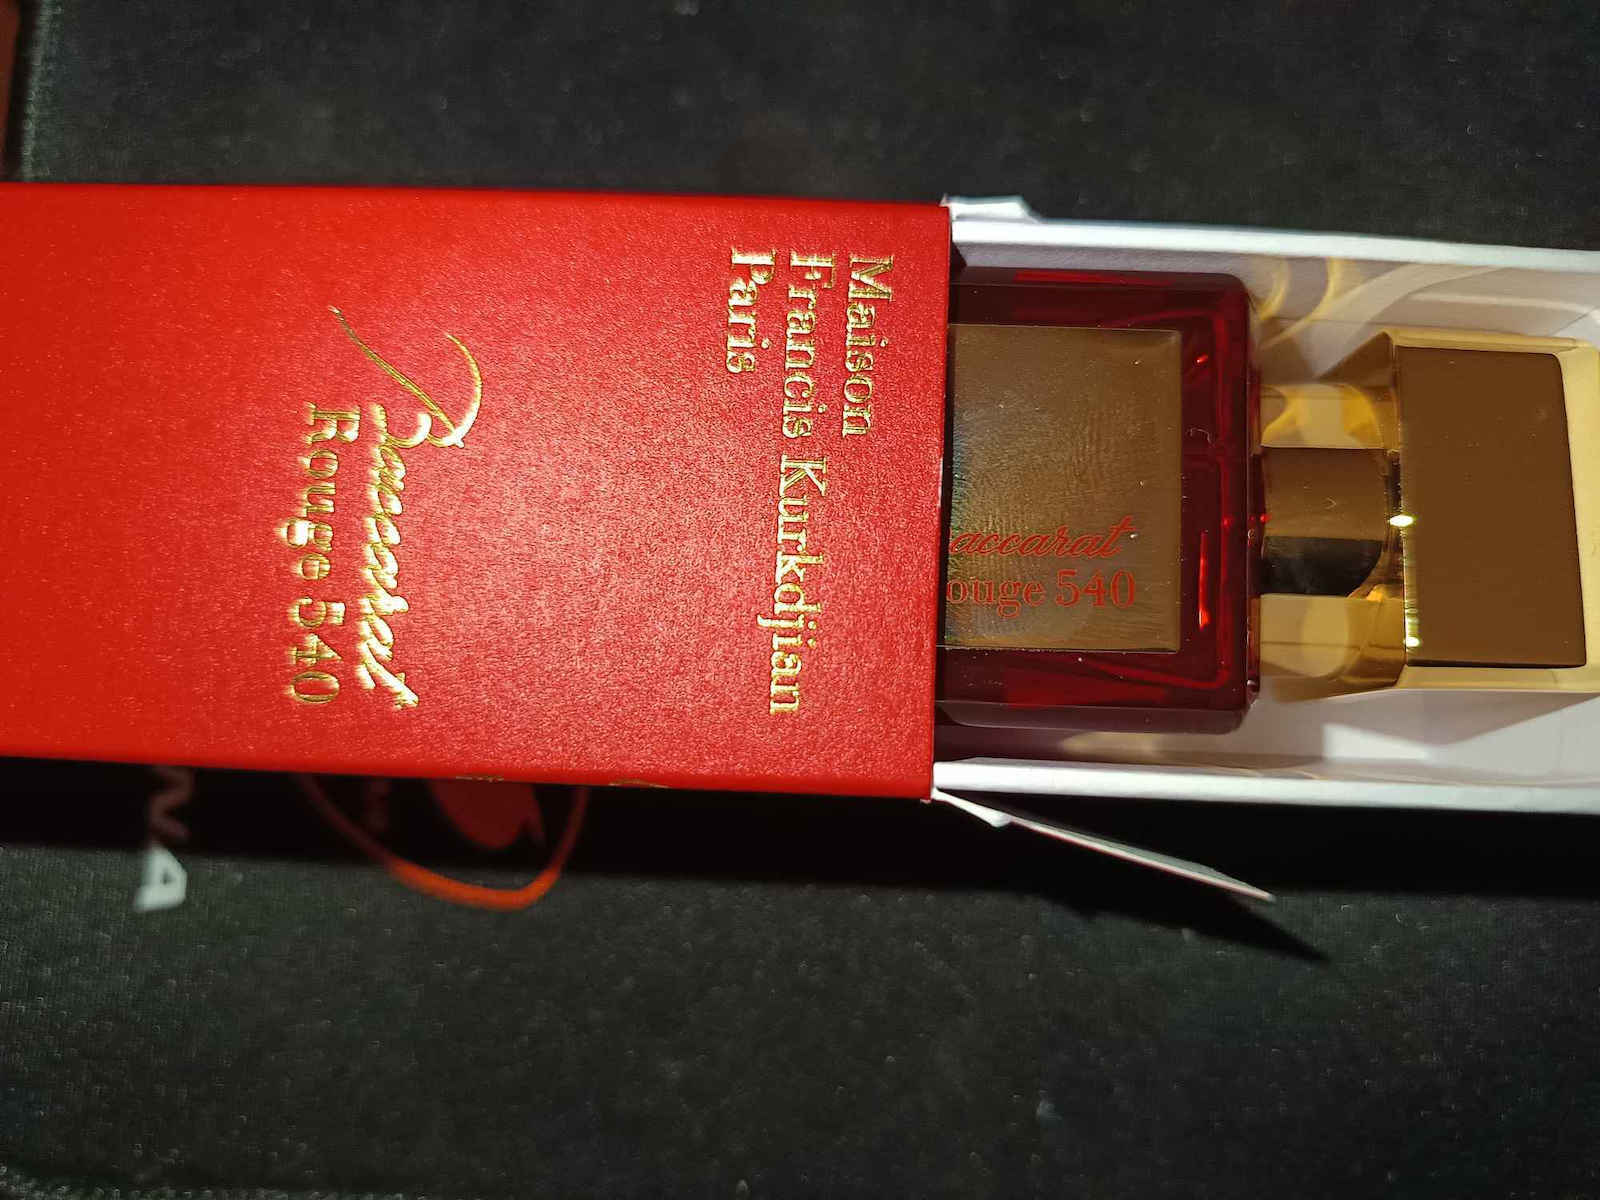 Maison
Francis Kurkdjian
Paris
Baccarat
Rouge 540
accarat
ouge 540